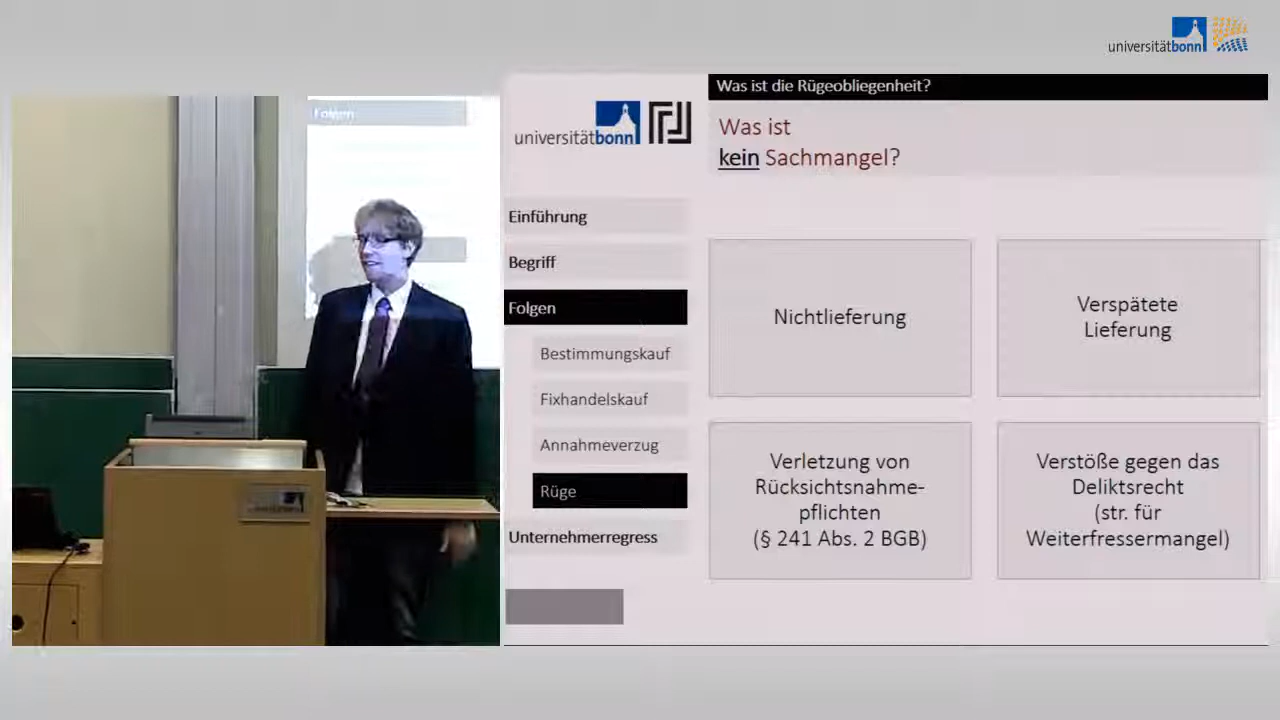 universitätbonn
Folgen
universitätbonn
Was ist die Rügeobliegenheit?
Was ist
kein Sachmangel?
Einführung
Begriff
Folgen
Bestimmungskauf
Fixhandelskauf
Annahmeverzug
Rüge
Unternehmerregress
Nichtlieferung
Verspätete
Lieferung
Verletzung von
Rücksichtsnahme-
pflichten
(§ 241 Abs. 2 BGB)
Verstöße gegen das
Deliktsrecht
(str. für
Weiterfressermangel)